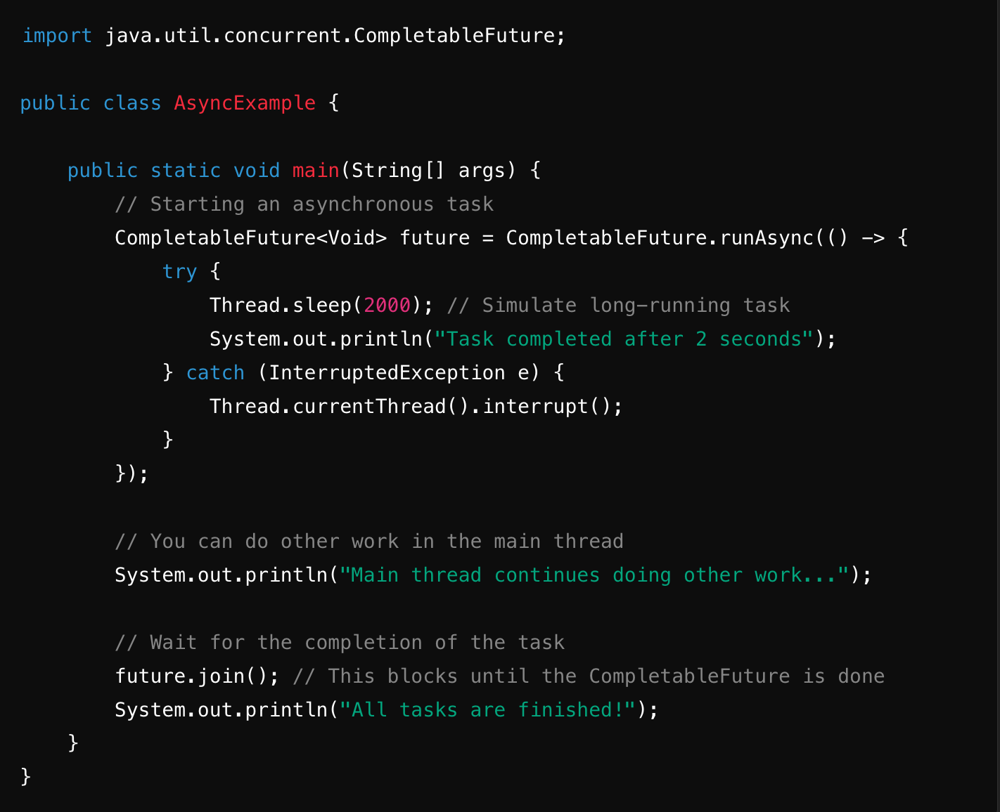 import java.util.concurrent.CompletableFuture;
public class AsyncExample {
public static void main(String[] args) {
// Starting an asynchronous task
CompletableFuture<Void> future = CompletableFuture.runAsync(() -> {
try {
Thread.sleep(2000); // Simulate long-running task
System.out.println("Task completed after 2 seconds");
} catch (InterruptedException e) {
Thread.currentThread().interrupt();
}
});
// You can do other work in the main thread
System.out.println("Main thread continues doing other work...");
// Wait for the completion of the task
future.join(); // This blocks until the CompletableFuture is done
System.out.println("All tasks are finished!");
}
}